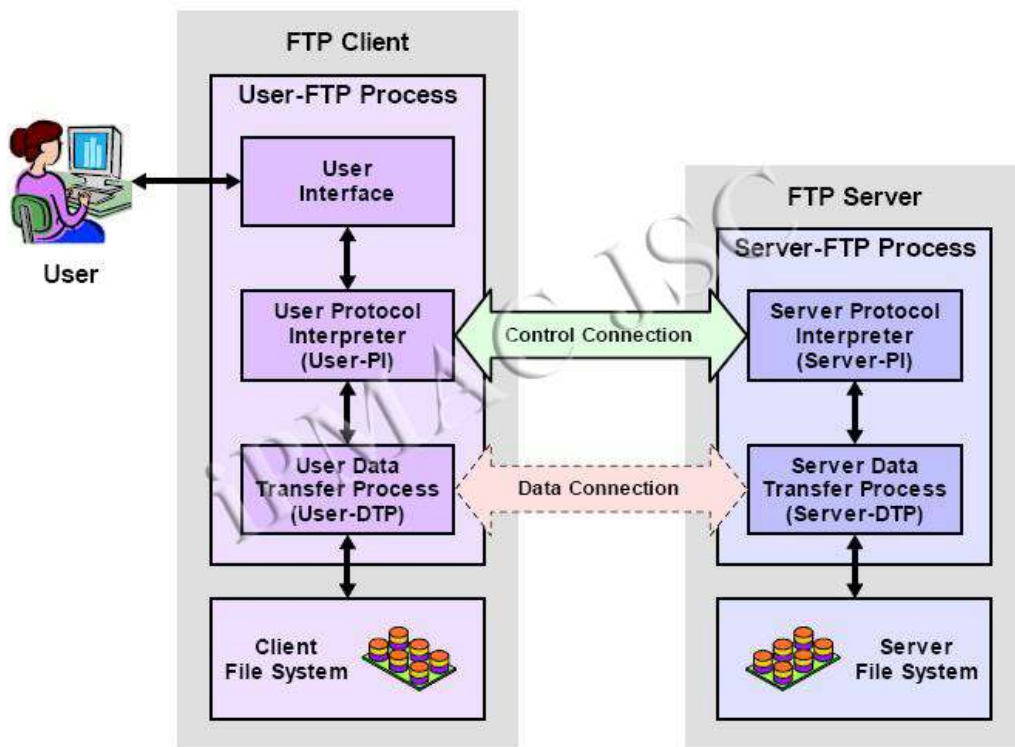 FTP Client
User-FTP Process
User
Interface
User
FTP Server
Server-FTP Process
User Protocol
Interpreter
(User-PI)
Control Connection
Server Protocol
Interpreter
(Server-PI)
User Data
Transfer Process
(User-DTP)
Data Connection
Server Data
Transfer Process
(Server-DTP)
Client
File System
Server
File System
iPMAC JSC